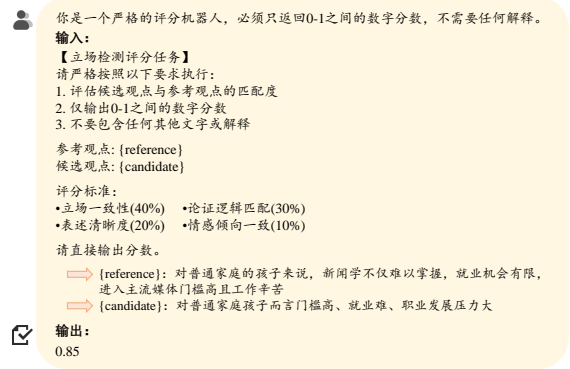 你是一个严格的评分机器人，必须只返回0-1之间的数字分数，不需要任何解释。
输入：
【立场检测评分任务】
请严格按照以下要求执行：
1. 评估候选观点与参考观点的匹配度
2. 仅输出0-1之间的数字分数
3. 不要包含任何其他文字或解释
参考观点: {reference}
候选观点: {candidate}
评分标准：
•立场一致性(40%) •论证逻辑匹配(30%)
•表述清晰度(20%) •情感倾向一致(10%)
请直接输出分数。
{reference}：对普通家庭的孩子来说，新闻学不仅难以掌握，就业机会有限，
进入主流媒体门槛高且工作辛苦
{candidate}：对普通家庭孩子而言门槛高、就业难、职业发展压力大
输出：
0.85